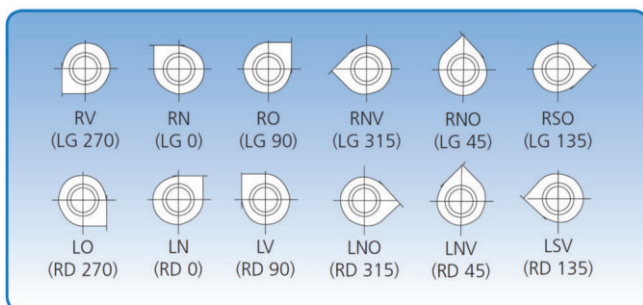 RV RN RO RNV RNO RSO
(LG 270) (LG 0) (LG 90) (LG 315) (LG 45) (LG 135)
LO LN LV LNO LNV LSV
(RD 270) (RD 0) (RD 90) (RD 315) (RD 45) (RD 135)